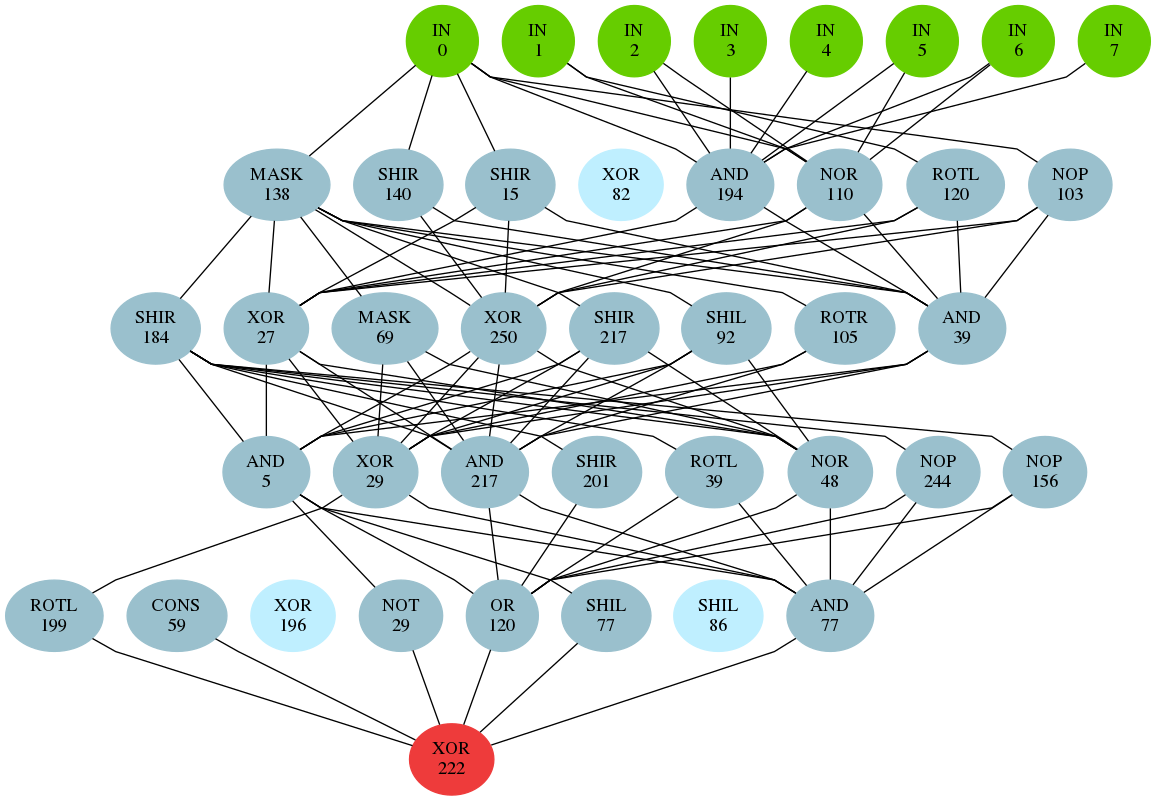 IN
0
IN
1
IN
2
IN
3
IN
4
IN
5
IN
6
IN
7
MASK
138
SHIR
140
SHIR
15
XOR
82
AND
194
NOR
110
ROTL
120
NOP
103
SHIR
184
XOR
27
MASK
69
XOR
250
SHIR
217
SHIL
92
ROTR
105
AND
39
AND
5
XOR
29
AND
217
SHIR
201
ROTL
39
NOR
48
NOP
244
NOP
156
ROTL
199
CONS
59
XOR
196
NOT
29
OR
120
SHIL
77
SHIL
86
AND
77
XOR
222